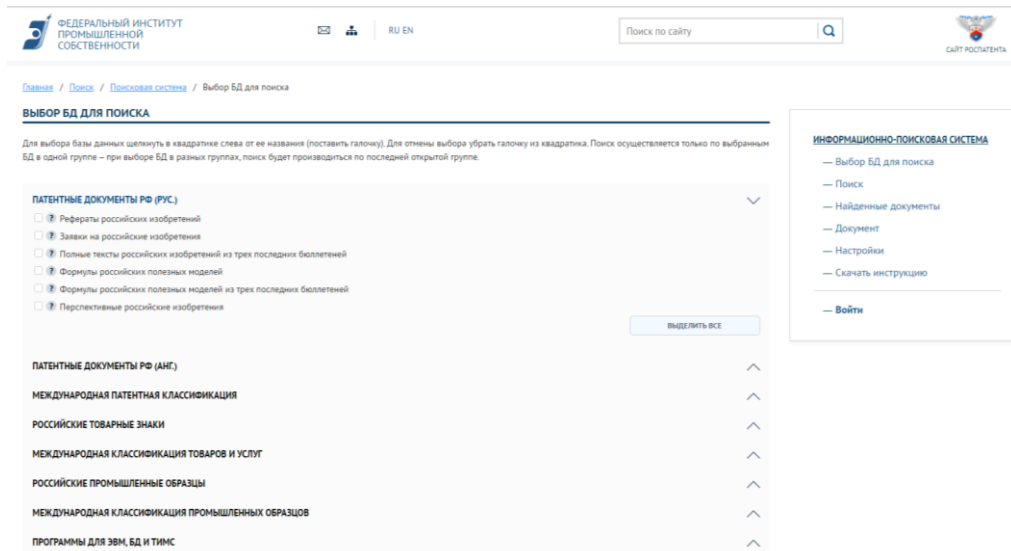 ФЕДЕРАЛЬНЫЙ ИНСТИТУТ
ПРОМЫШЛЕННОЙ
СОБСТВЕННОСТИ
RU EN
Поиск по сайту
САЙТ РОСПАТЕНТА
Главная / Поиск / Поисковая система / Выбор БД для поиска
ВЫБОР БД ДЛЯ ПОИСКА
Для выбора базы данных щелкнуть в квадратике слева от ее названия (поставить галочку). Для отмены выбора убрать галочку из квадратика. Поиск осуществляется только по выбранным
БД в одной группе – при выборе БД в разных группах, поиск будет производиться по последней открытой группе.
ПАТЕНТНЫЕ ДОКУМЕНТЫ РФ (РУС.)
? Рефераты российских изобретений
? Заявки на российские изобретения
? Полные тексты российских изобретений из трех последних бюллетеней
? Формулы российских полезных моделей
? Формулы российских полезных моделей из трех последних бюллетеней
? Перспективные российские изобретения
ВЫДЕЛИТЬ ВСЕ
ПАТЕНТНЫЕ ДОКУМЕНТЫ РФ (АНГ.)
МЕЖДУНАРОДНАЯ ПАТЕНТНАЯ КЛАССИФИКАЦИЯ
РОССИЙСКИЕ ТОВАРНЫЕ ЗНАКИ
МЕЖДУНАРОДНАЯ КЛАССИФИКАЦИЯ ТОВАРОВ И УСЛУГ
РОССИЙСКИЕ ПРОМЫШЛЕННЫЕ ОБРАЗЦЫ
МЕЖДУНАРОДНАЯ КЛАССИФИКАЦИЯ ПРОМЫШЛЕННЫХ ОБРАЗЦОВ
ПРОГРАММЫ ДЛЯ ЭВМ, БД И ТИМС
ИНФОРМАЦИОННО-ПОИСКОВАЯ СИСТЕМА
— Выбор БД для поиска
— Поиск
— Найденные документы
— Документ
— Настройки
— Скачать инструкцию
— Войти